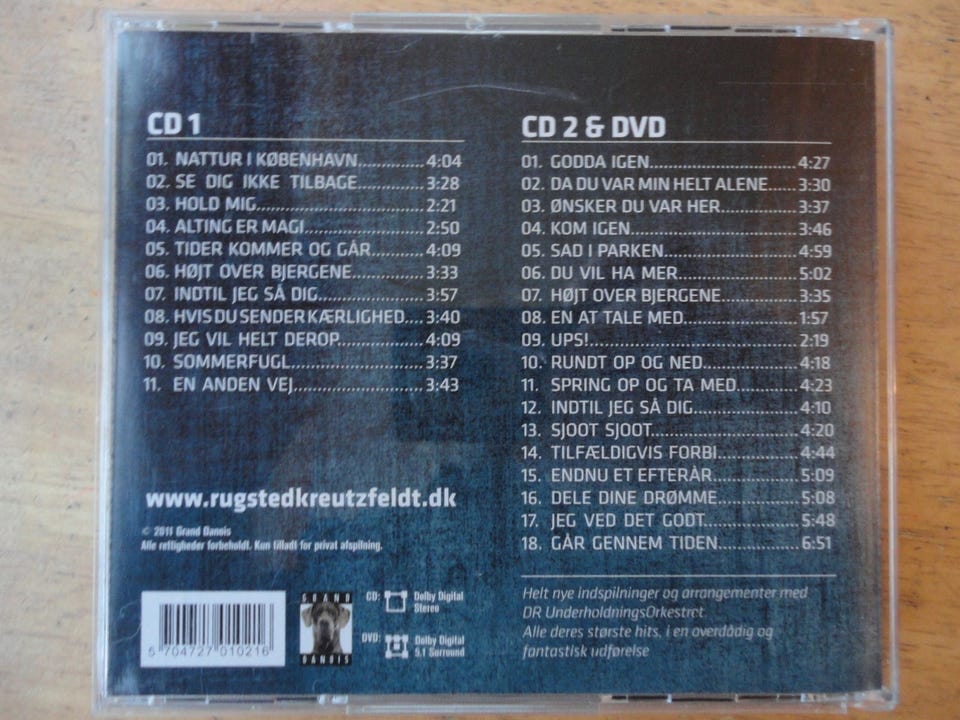 CD 1
01. NATTUR I KØBENHAVN.............. 4:04
02. SE DIG IKKE TILBAGE.............. 3:28
03. HOLD MIG.............. 2:21
04. ALTING ER MAGI.............. 2:50
05. TIDER KOMMER OG GÅR.............. 4:09
06. HØJT OVER BJERGENE.............. 3:33
07. INDTIL JEG SÅ DIG.............. 3:57
08. HVIS DU SENDER KÆRLIGHED.... 3:40
09. JEG VIL HELT DEROP.............. 4:09
10. SOMMERFUGL.............. 3:37
11. EN ANDEN VEJ.............. 3:43
www.rugstedkreutzfeldt.dk
© 2011 Grand Danois
Alle rettigheder forbeholdt. Kun tilladt for privat afspilning.
5 704727 010216
GRAND
DANOIS
CD: Dolby Digital
Stereo
DVD: Dolby Digital
5.1 Surround
CD 2 & DVD
01. GODDA IGEN.............. 4:27
02. DA DU VAR MIN HELT ALENE...... 3:30
03. ØNSKER DU VAR HER.............. 3:37
04. KOM IGEN.............. 3:46
05. SAD I PARKEN.............. 4:59
06. DU VIL HA MER.............. 5:02
07. HØJT OVER BJERGENE.............. 3:35
08. EN AT TALE MED.............. 1:57
09. UPS!.............. 2:19
10. RUNDT OP OG NED.............. 4:18
11. SPRING OP OG TA MED.............. 4:23
12. INDTIL JEG SÅ DIG.............. 4:10
13. SJOOT SJOOT.............. 4:20
14. TILFÆLDIGVIS FORBI.............. 4:44
15. ENDNU ET EFTERÅR.............. 5:09
16. DELE DINE DRØMME.............. 5:08
17. JEG VED DET GODT.............. 5:48
18. GÅR GENNEM TIDEN.............. 6:51
Helt nye indspilninger og arrangementer med
DR UnderholdningsOrkestret.
Alle deres største hits, i en overdådig og
fantastisk udførelse